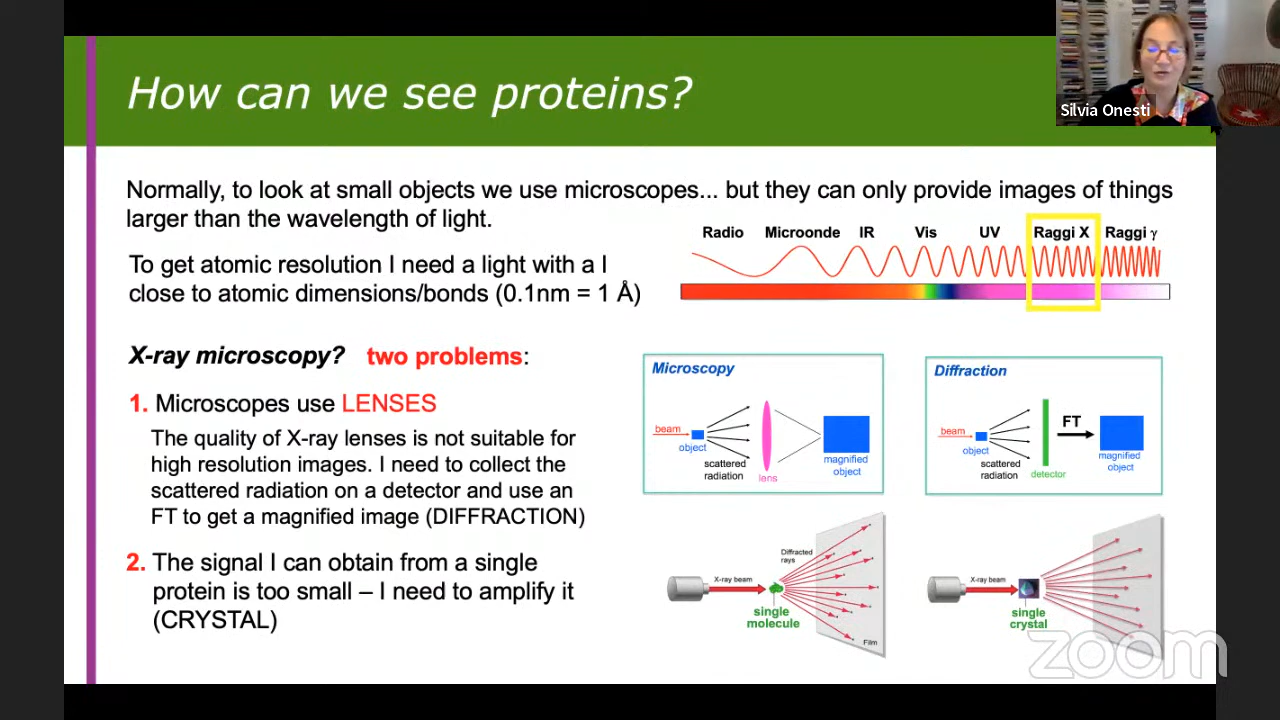 How can we see proteins?
Silvia Onesti
Normally, to look at small objects we use microscopes... but they can only provide images of things
larger than the wavelength of light.
Radio Microonde IR Vis UV Raggi X Raggi γ
To get atomic resolution I need a light with a l
close to atomic dimensions/bonds (0.1nm = 1 Å)
X-ray microscopy? two problems:
1. Microscopes use LENSES
The quality of X-ray lenses is not suitable for
high resolution images. I need to collect the
scattered radiation on a detector and use an
FT to get a magnified image (DIFFRACTION)
2. The signal I can obtain from a single
protein is too small – I need to amplify it
(CRYSTAL)
Microscopy
beam
object
scattered
radiation
lens
magnified
object
Diffraction
beam
object
scattered
radiation
detector
FT
magnified
object
Diffracted
rays
X-ray beam
single
molecule
Film
X-ray beam
single
crystal
zoom